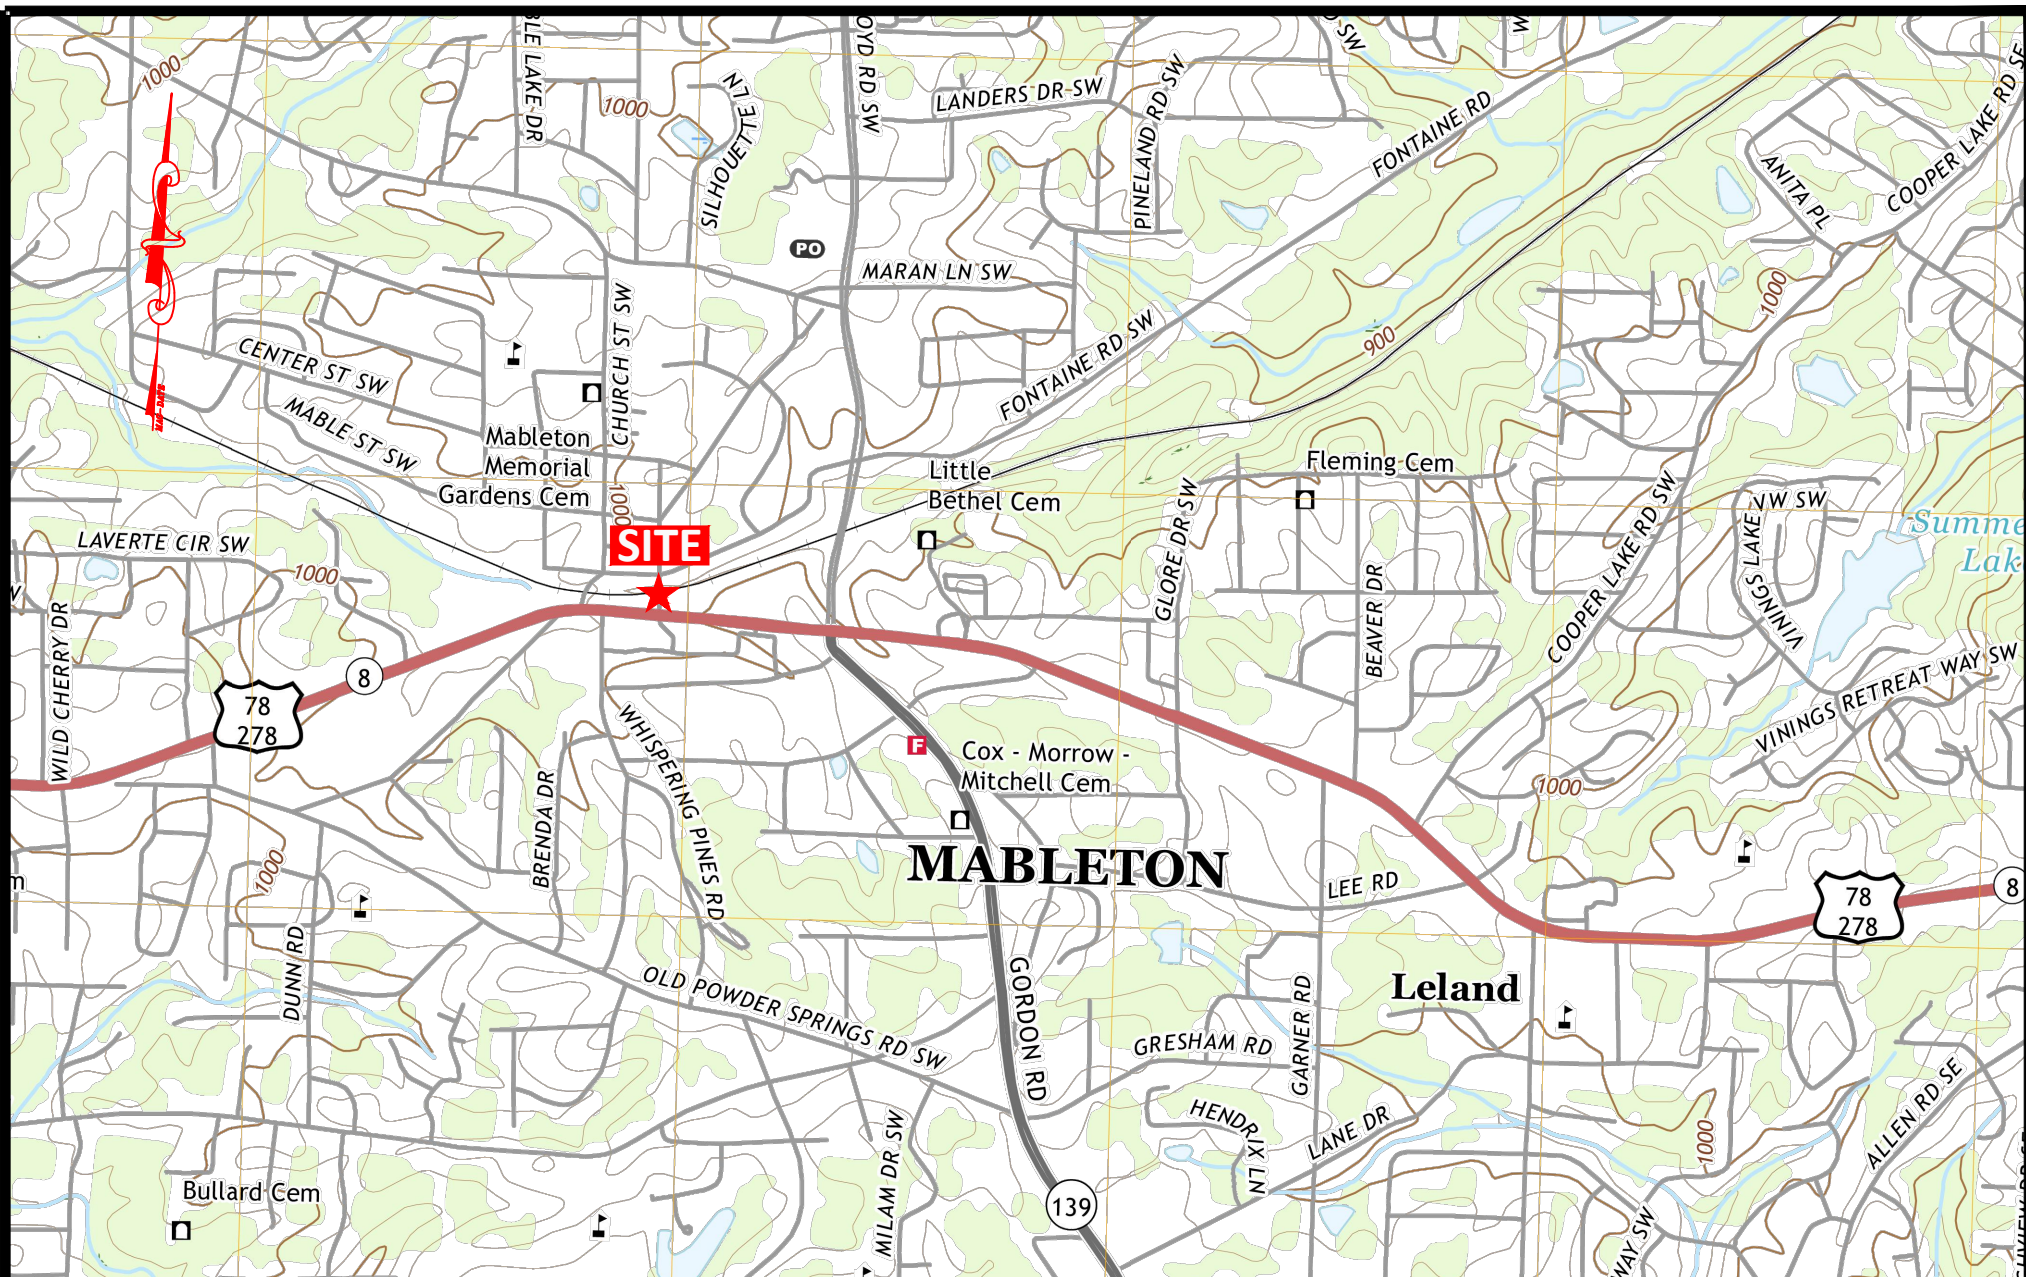 1000
BLE LAKE DR
1000
SILHOUETTE LN
OYD RD SW
LANDERS DR SW
PINELAND RD SW
FONTAINE RD
COOPER LAKE RD SE
ANITA PL
PO
MARAN LN SW
1000
CENTER ST SW
CHURCH ST SW
FONTAINE RD SW
900
MABLE ST SW
Mableton
Memorial
Gardens Cem
1000
Little
Bethel Cem
Fleming Cem
VW SW
VININGS LAKE
VININGS
Summe
Lak
LAVERTE CIR SW
1000
SITE
GLORE DR SW
BEAVER DR
COOPER LAKE RD SW
WILD CHERRY DR
8
78
278
WHISPERING PINES RD
F
Cox - Morrow -
Mitchell Cem
VININGS RETREAT WAY SW
1000
BRENDA DR
MABLETON
1000
LEE RD
78
278
8
DUNN RD
OLD POWDER SPRINGS RD SW
GORDON RD
GARNER RD
Leland
GRESHAM RD
HENDRIX LN
LANE DR
1000
ALLEN RD SE
MILAM DR SW
Bullard Cem
139
WAY SW